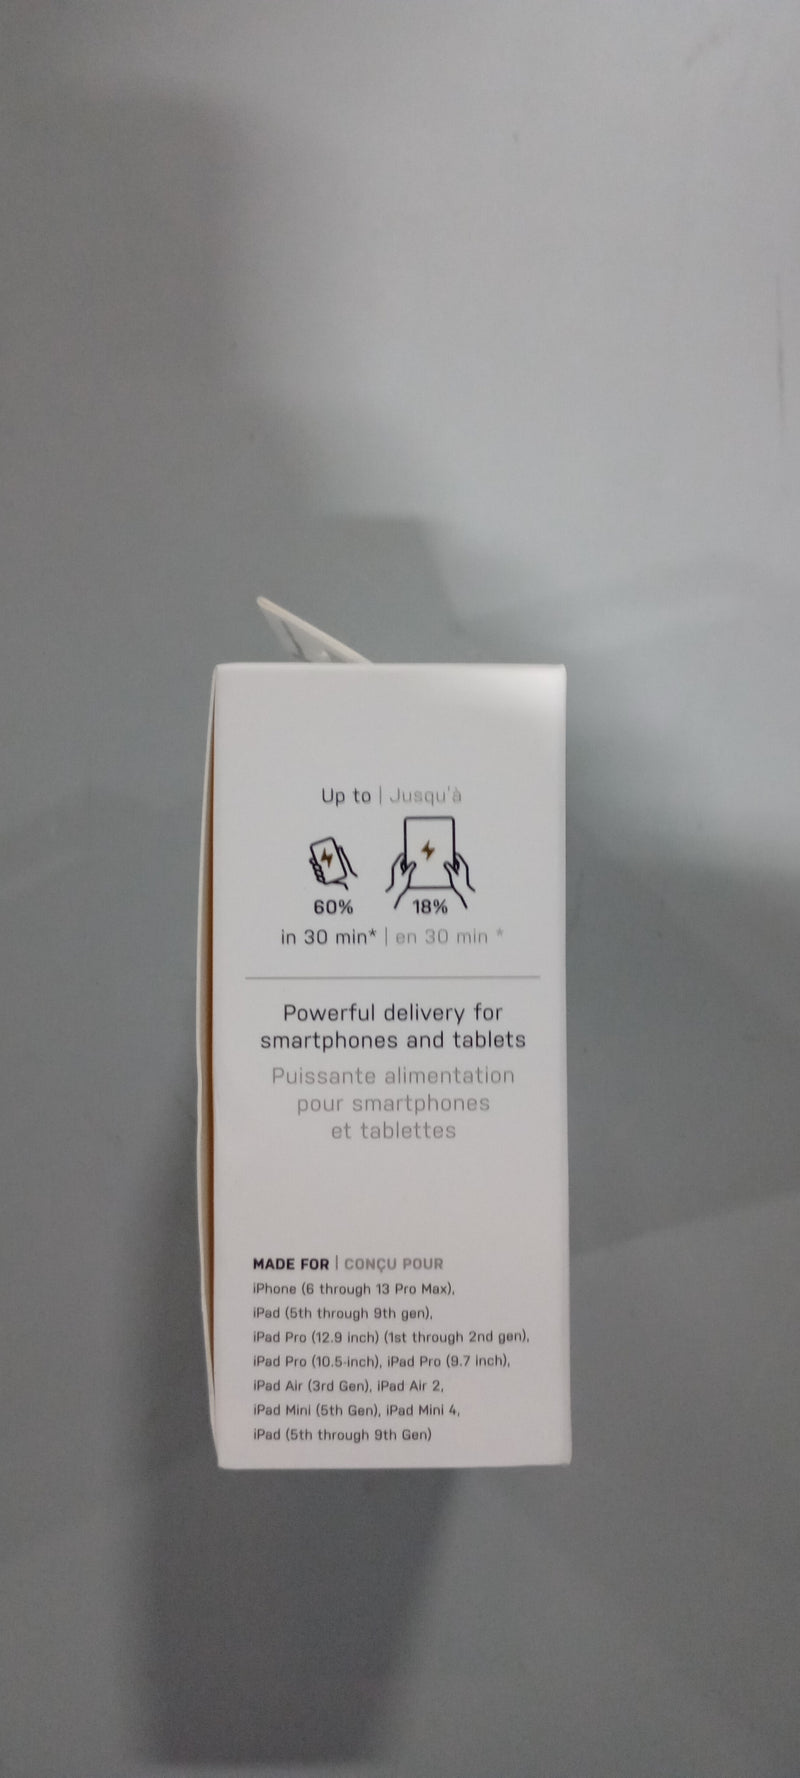 Up to | Jusqu'à
60% 18%
in 30 min* | en 30 min *
Powerful delivery for
smartphones and tablets
Puissante alimentation
pour smartphones
et tablettes
MADE FOR | CONÇU POUR
iPhone (6 through 13 Pro Max),
iPad (5th through 9th gen),
iPad Pro (12.9 inch) (1st through 2nd gen),
iPad Pro (10.5-inch), iPad Pro (9.7 inch),
iPad Air (3rd Gen), iPad Air 2,
iPad Mini (5th Gen), iPad Mini 4,
iPad (5th through 9th Gen)